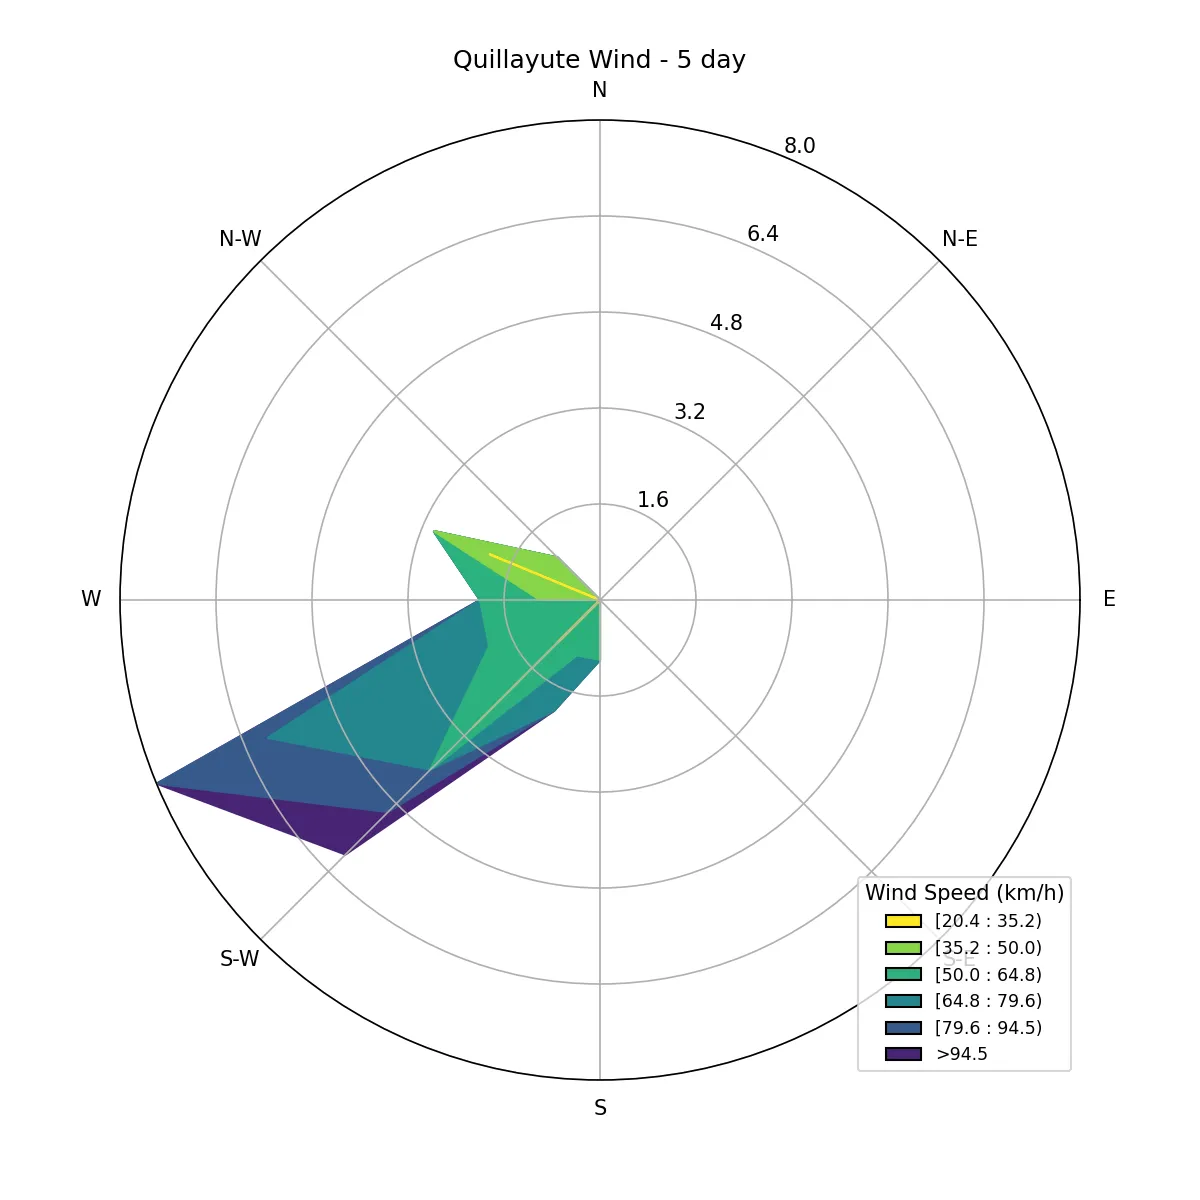 Quillayute Wind - 5 day
N
8.0
N-W
6.4
N-E
4.8
3.2
1.6
W
E
S-W
S-E
S
Wind Speed (km/h)
[20.4 : 35.2)
[35.2 : 50.0)
[50.0 : 64.8)
[64.8 : 79.6)
[79.6 : 94.5)
>94.5